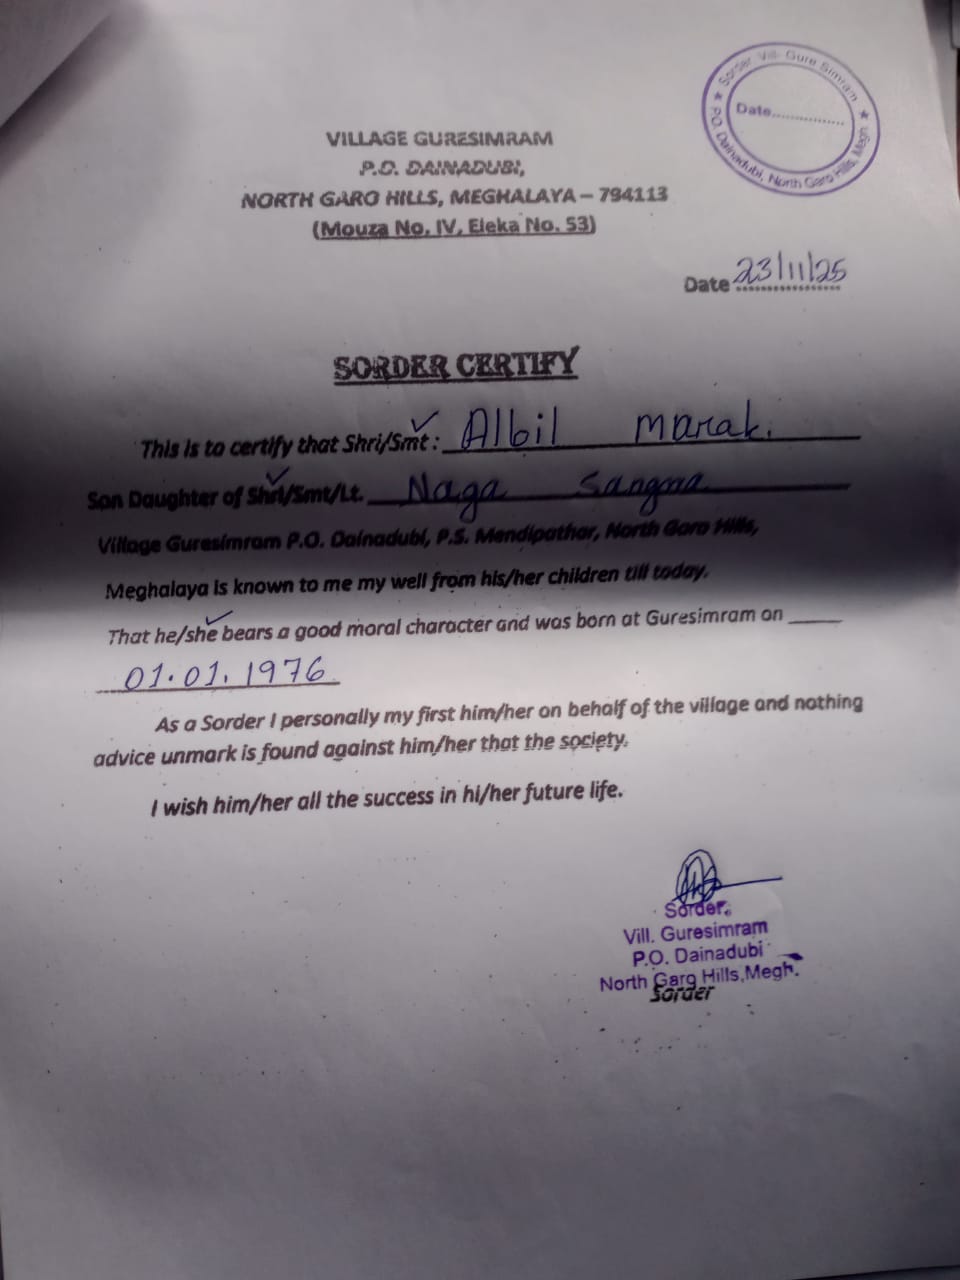 ★ Sorder Vill- Gure Simram ★
P.O. Dainadubi, North Garo Hills, Megh.
Date................
VILLAGE GURESIMRAM
P.O. DAINADUBI,
NORTH GARO HILLS, MEGHALAYA – 794113
(Mouza No. IV, Eleka No. 53)
Date 23/11/25
SORDER CERTIFY
This is to certify that Shri/Smt : Albil Marak.
Son Daughter of Shri/Smt/Lt. Naga Sangma
Village Guresimram P.O. Dainadubi, P.S. Mendipathar, North Garo Hills,
Meghalaya is known to me my well from his/her children till today.
That he/she bears a good moral character and was born at Guresimram on _____
01.01.1976
As a Sorder I personally my first him/her on behalf of the village and nothing
advice unmark is found against him/her that the society.
I wish him/her all the success in hi/her future life.
Sorder.
Vill. Guresimram
P.O. Dainadubi
North Garo Hills,Megh.
Sorder